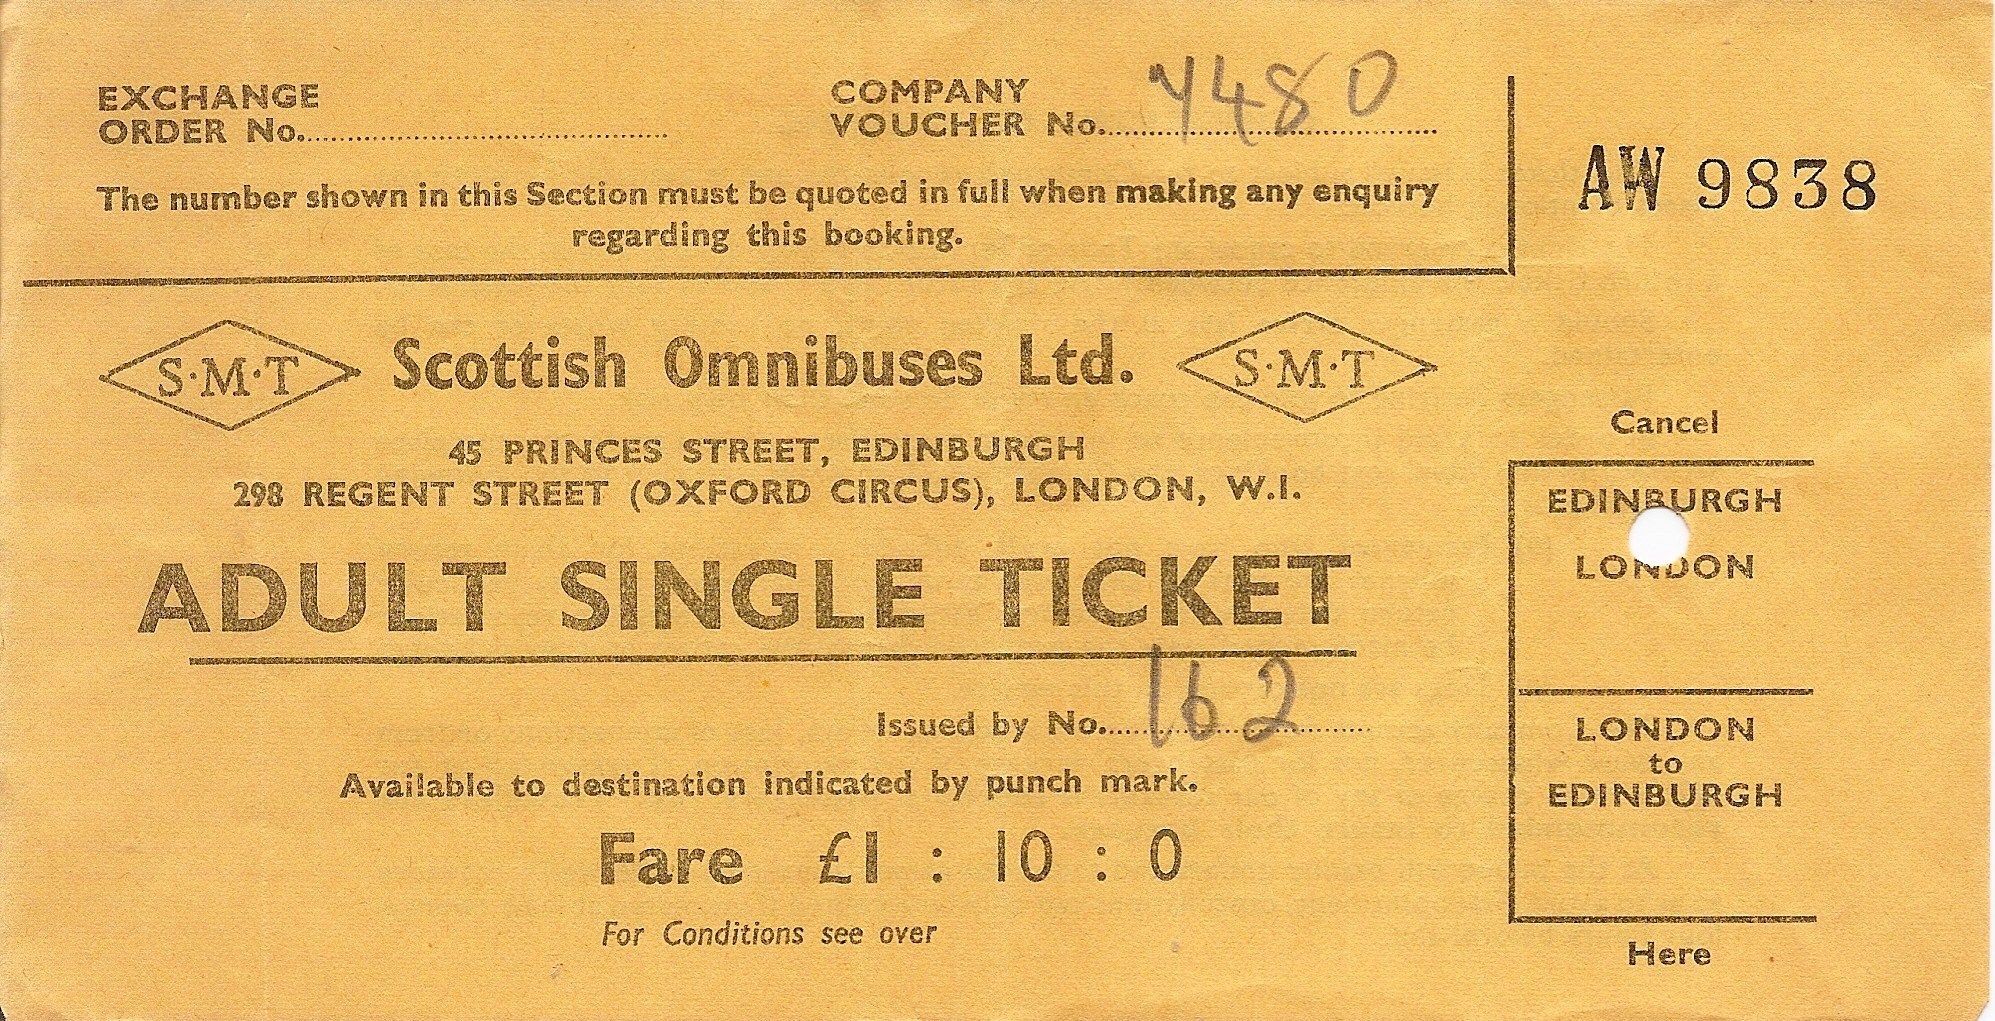 EXCHANGE
ORDER No.
COMPANY
VOUCHER No.
The number shown in this Section must be quoted in full when making any enquiry
regarding this booking.
AW 9838
S·M·T Scottish Omnibuses Ltd. S·M·T
45 PRINCES STREET, EDINBURGH
298 REGENT STREET (OXFORD CIRCUS), LONDON, W.I.
ADULT SINGLE TICKET
Issued by No. 162
Available to destination indicated by punch mark.
Fare £1 : 10 : 0
For Conditions see over
Cancel
EDINBURGH
LONDON
LONDON
to
EDINBURGH
Here